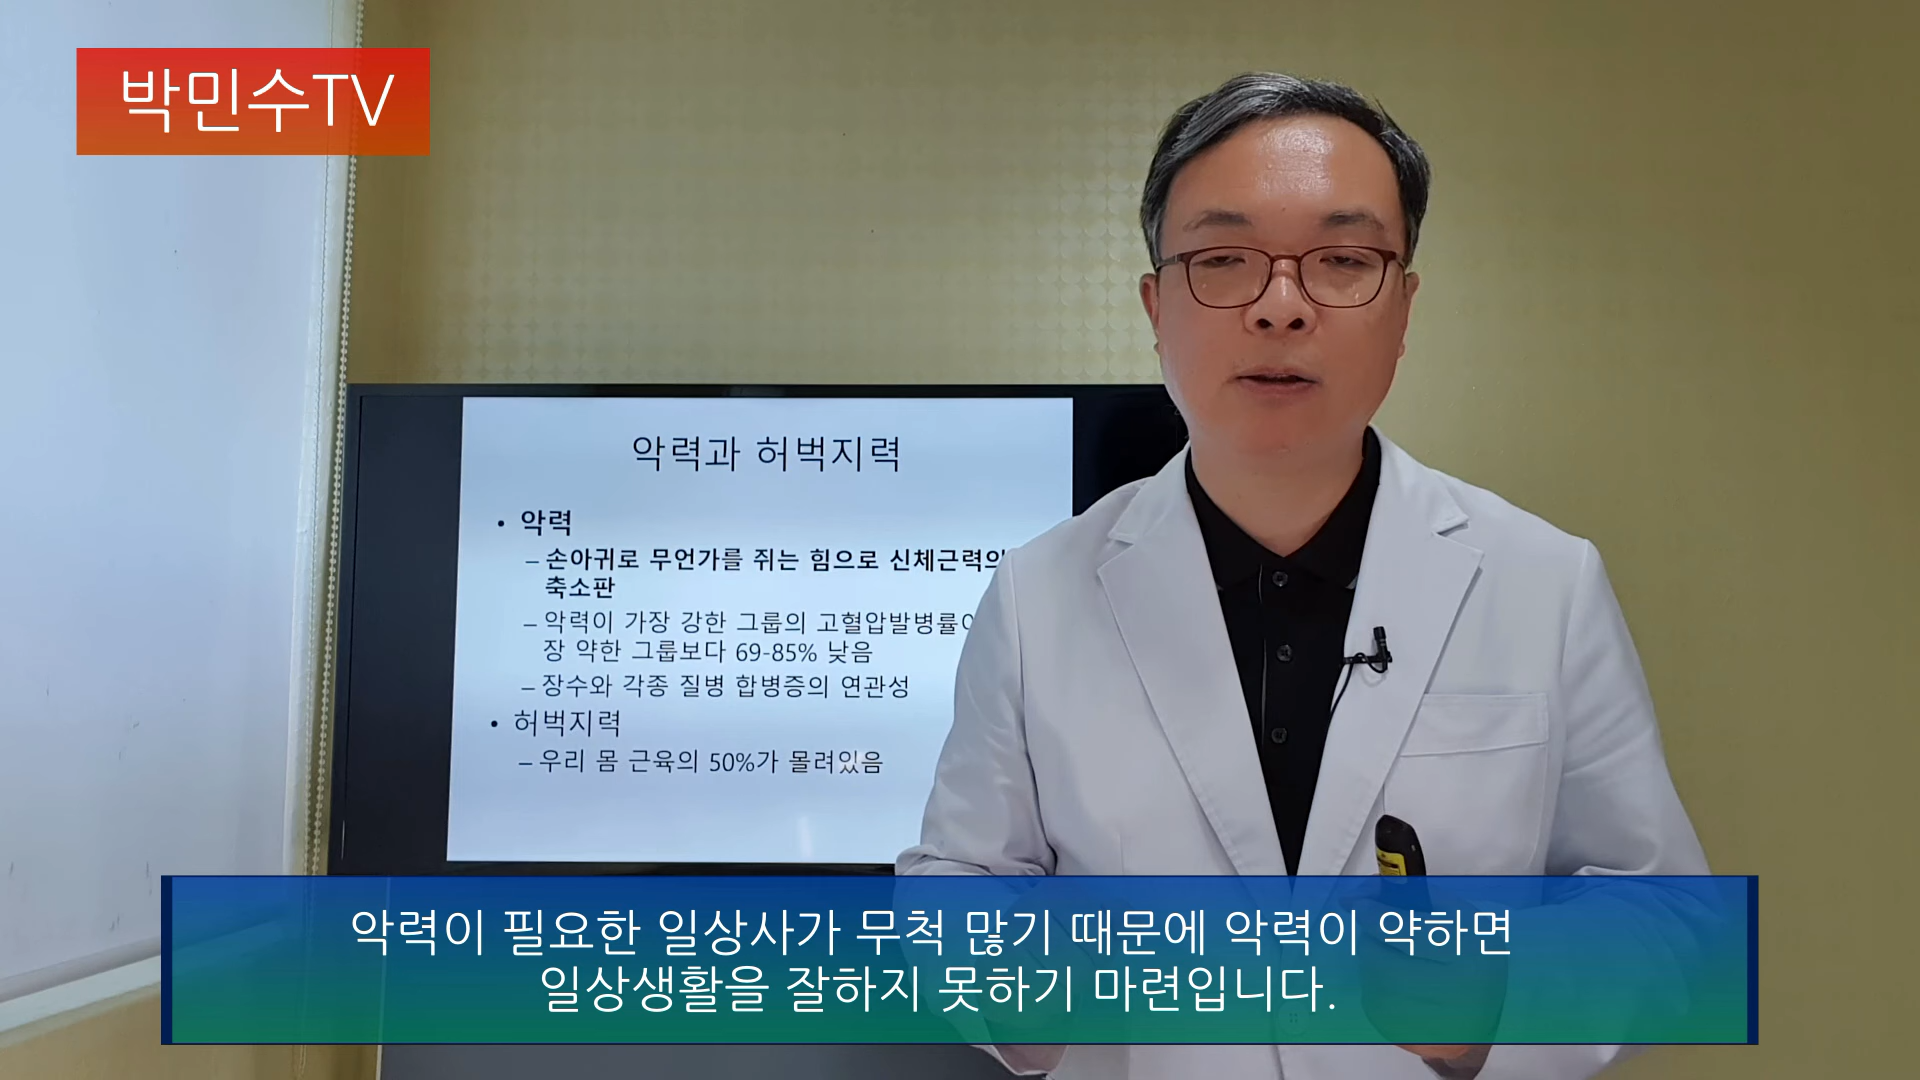 박민수TV
악력과 허벅지력
• 악력
– 손아귀로 무언가를 쥐는 힘으로 신체근력의
축소판
– 악력이 가장 강한 그룹의 고혈압발병률이
장 약한 그룹보다 69-85% 낮음
– 장수와 각종 질병 합병증의 연관성
• 허벅지력
– 우리 몸 근육의 50%가 몰려있음
악력이 필요한 일상사가 무척 많기 때문에 악력이 약하면
일상생활을 잘하지 못하기 마련입니다.